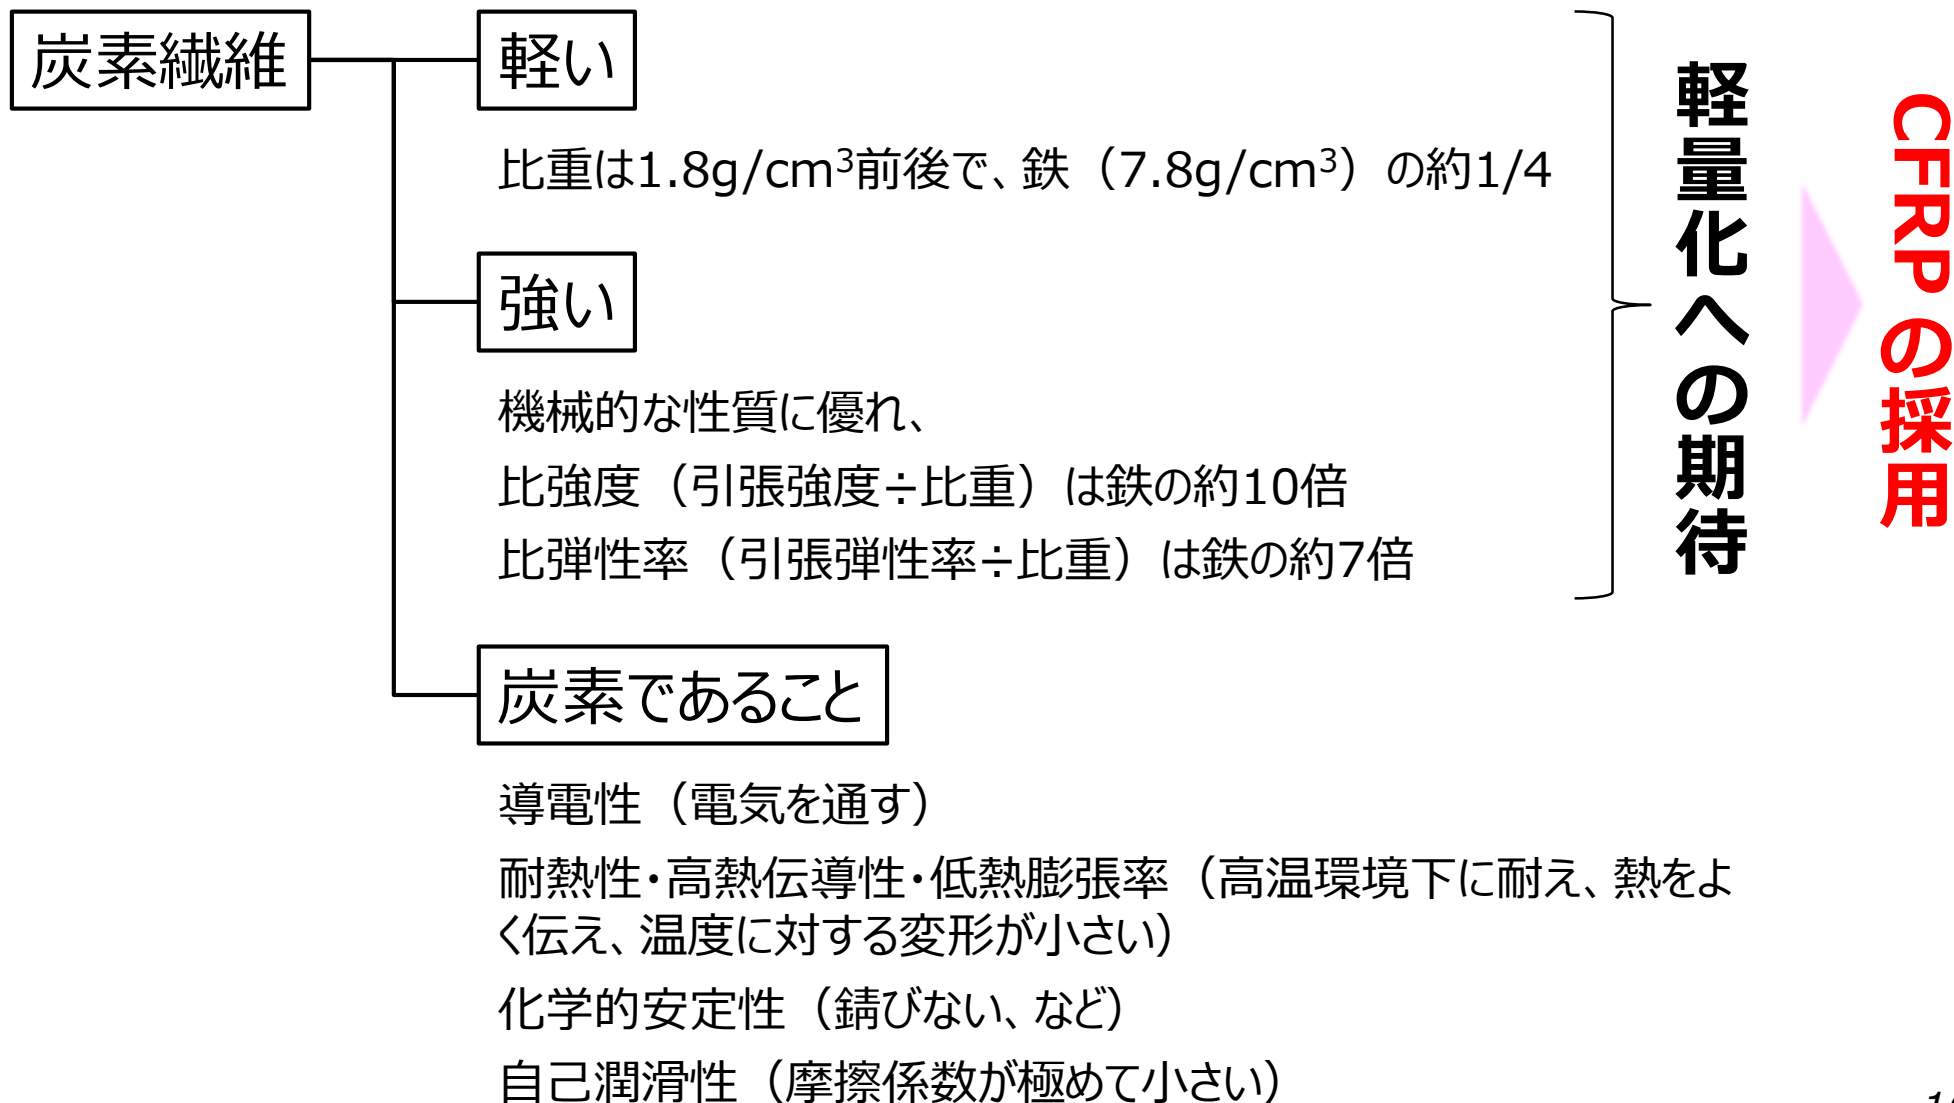 炭素繊維
軽い
比重は1.8g/cm³前後で、鉄（7.8g/cm³）の約1/4
強い
機械的な性質に優れ、
比強度（引張強度÷比重）は鉄の約10倍
比弾性率（引張弾性率÷比重）は鉄の約7倍
炭素であること
導電性（電気を通す）
耐熱性・高熱伝導性・低熱膨張率（高温環境下に耐え、熱をよ
く伝え、温度に対する変形が小さい）
化学的安定性（錆びない、など）
自己潤滑性（摩擦係数が極めて小さい）
軽量化への期待
CFRPの採用